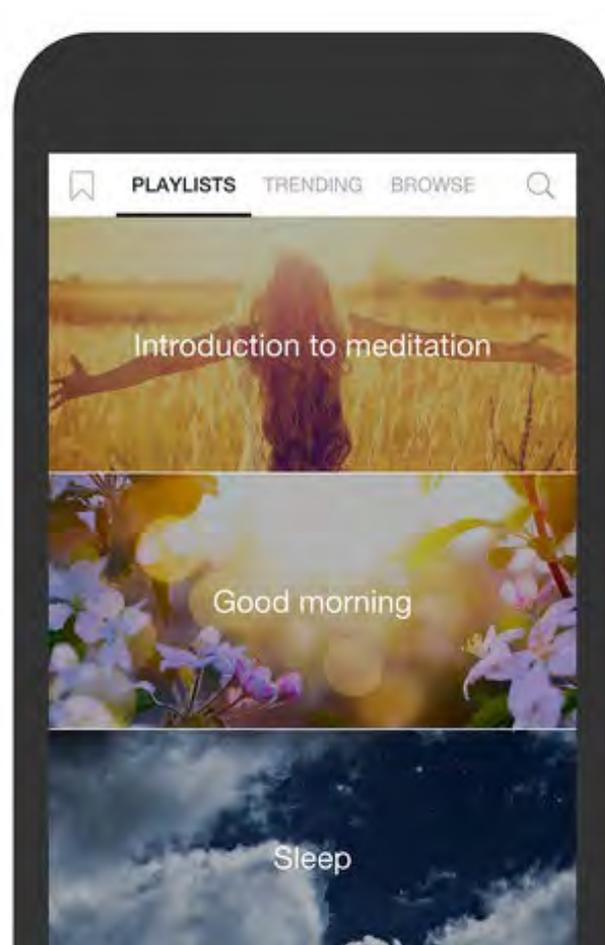 PLAYLISTS TRENDING BROWSE
Introduction to meditation
Good morning
Sleep